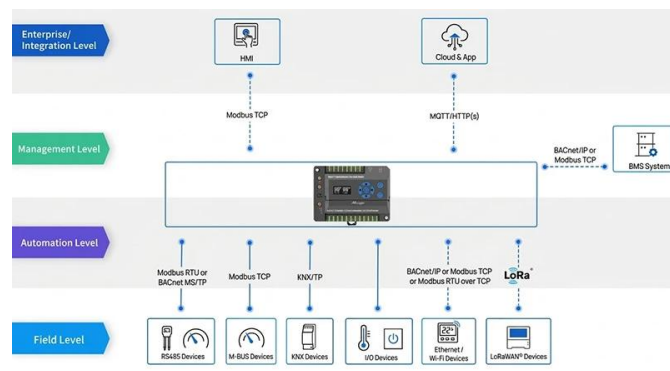 Enterprise/
Integration Level
HMI
Cloud & App
Modbus TCP
MQTT/HTTP(s)
Management Level
BACnet/IP or
Modbus TCP
BMS System
Automation Level
Modbus RTU or
BACnet MS/TP
Modbus TCP
KNX/TP
BACnet/IP or Modbus TCP
or Modbus RTU over TCP
LoRa
Field Level
RS485 Devices
M-BUS Devices
KNX Devices
I/O Devices
Ethernet /
Wi-Fi Devices
LoRaWAN® Devices